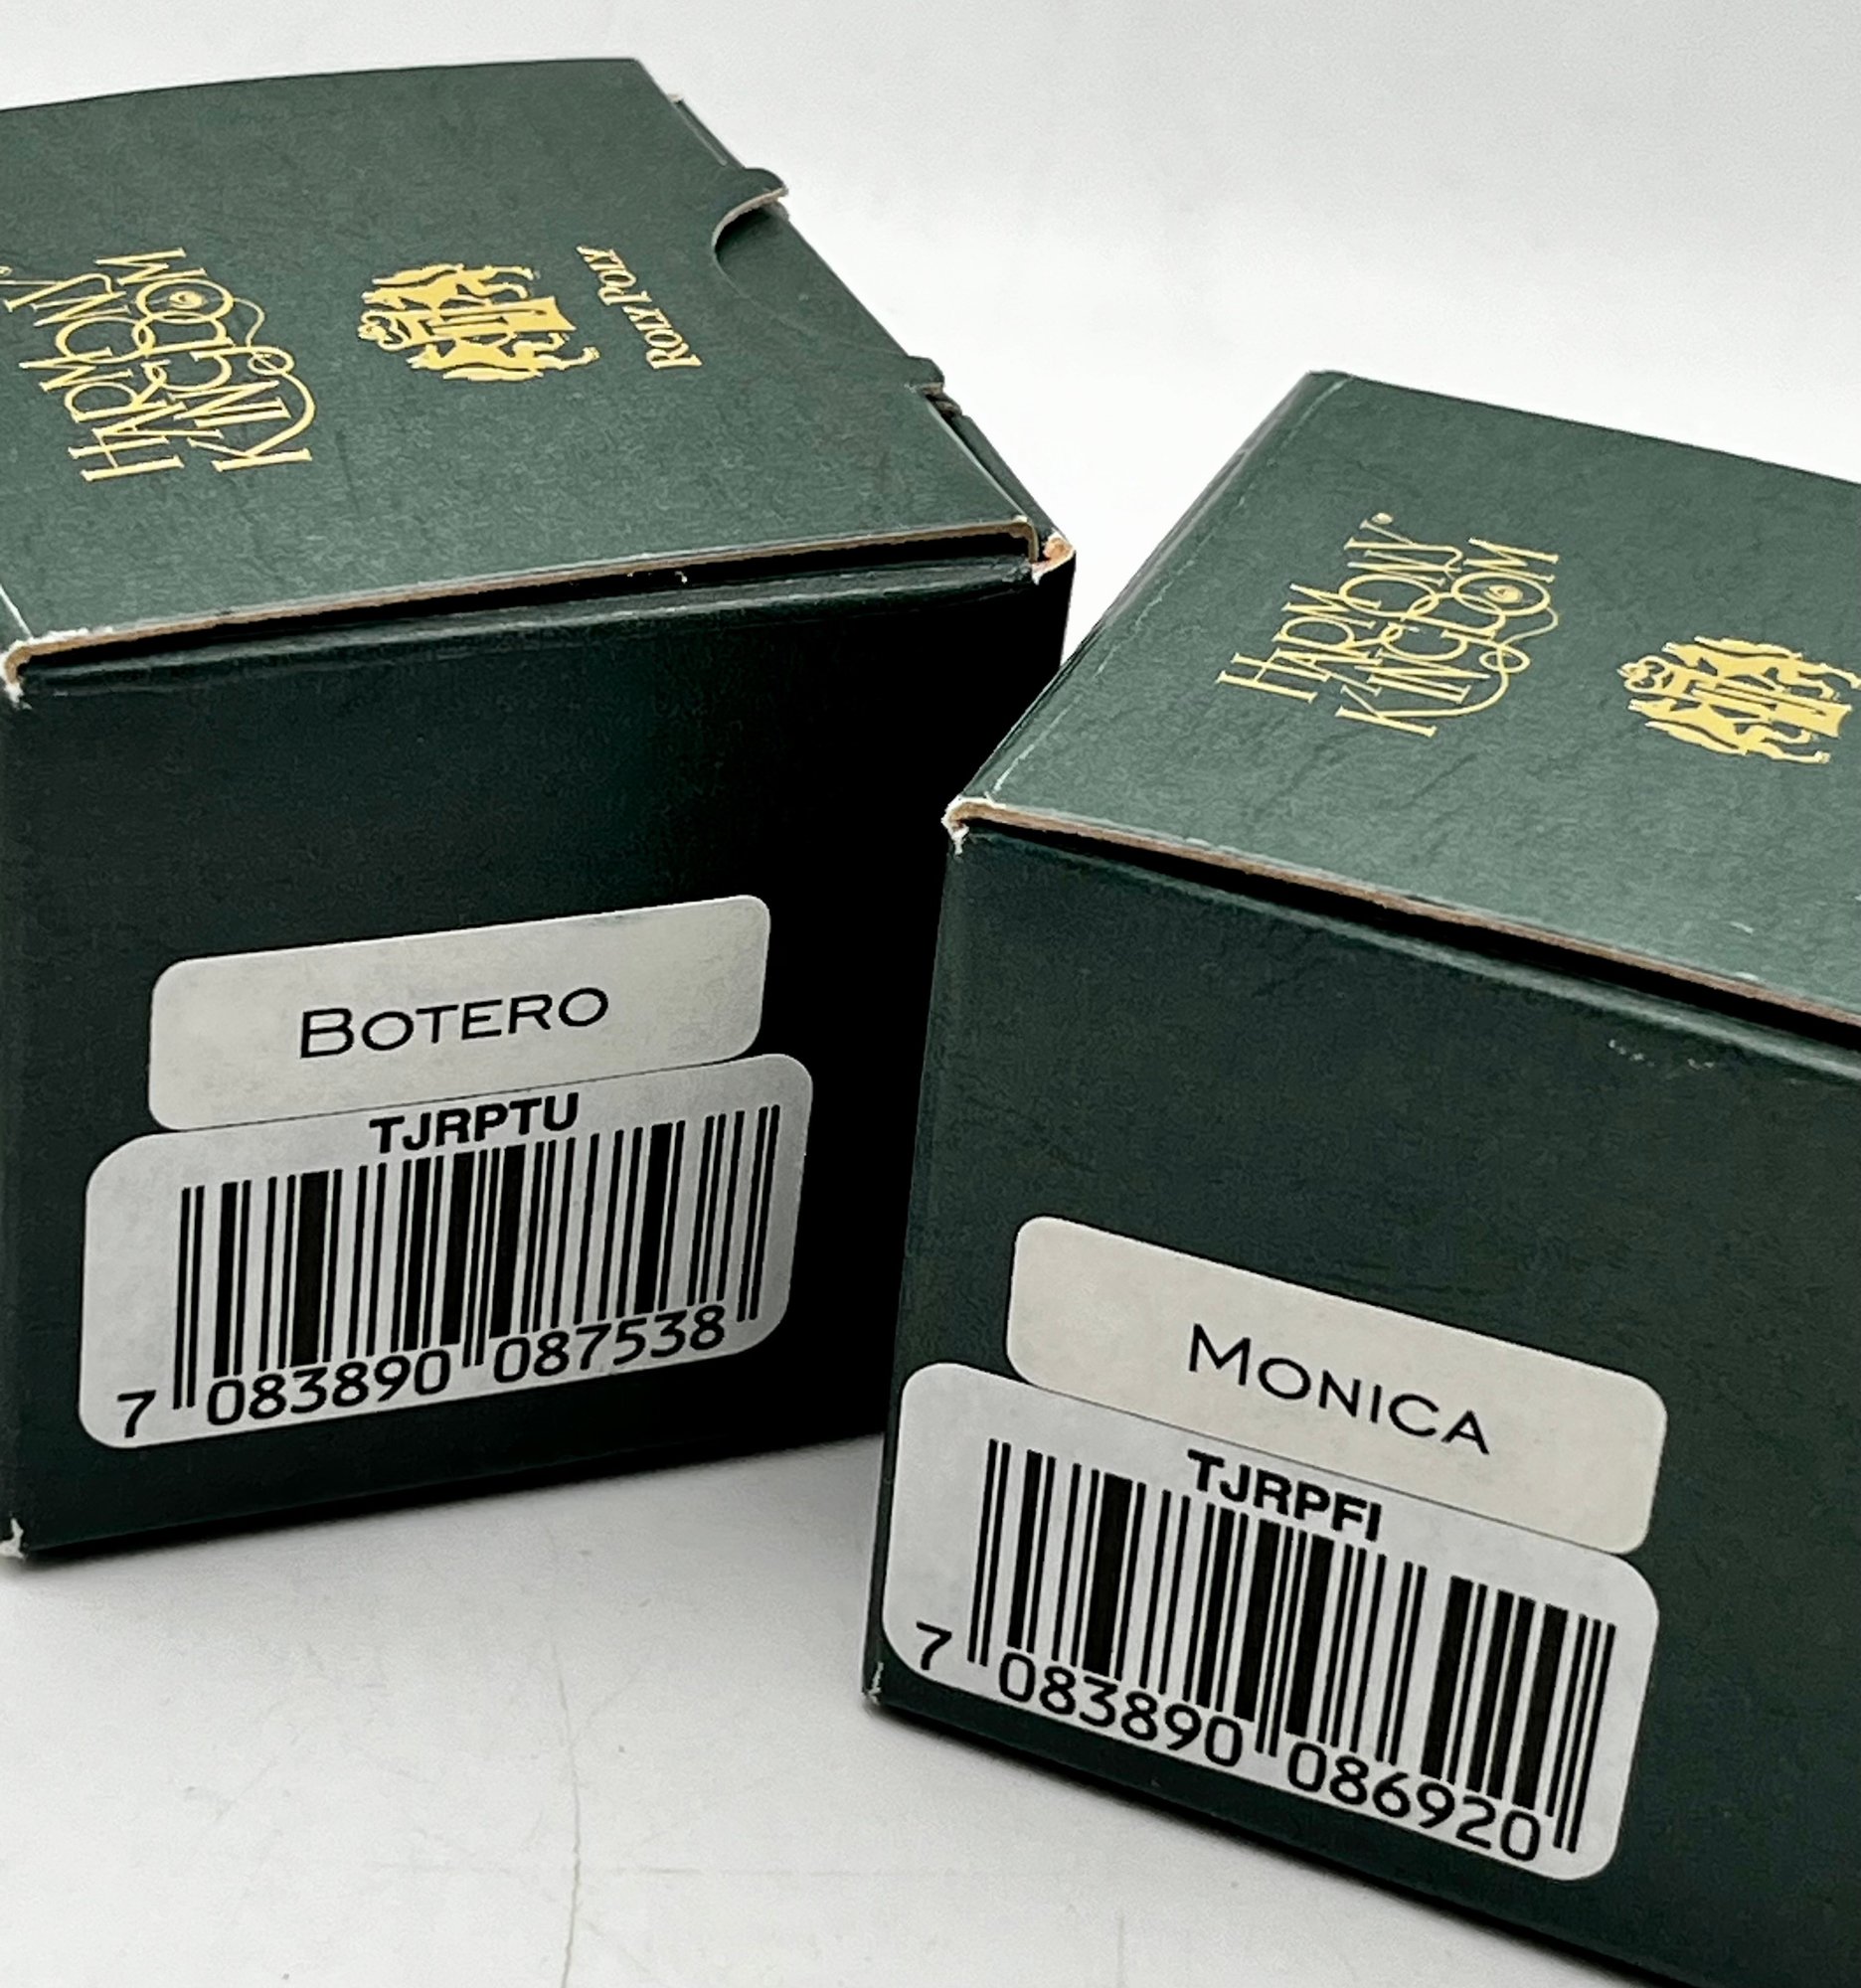 HARMONY
KINGDOM
ROLY POLY
BOTERO
TJRPTU
7 083890 087538
HARMONY
KINGDOM
MONICA
TJRPFI
7 083890 086920